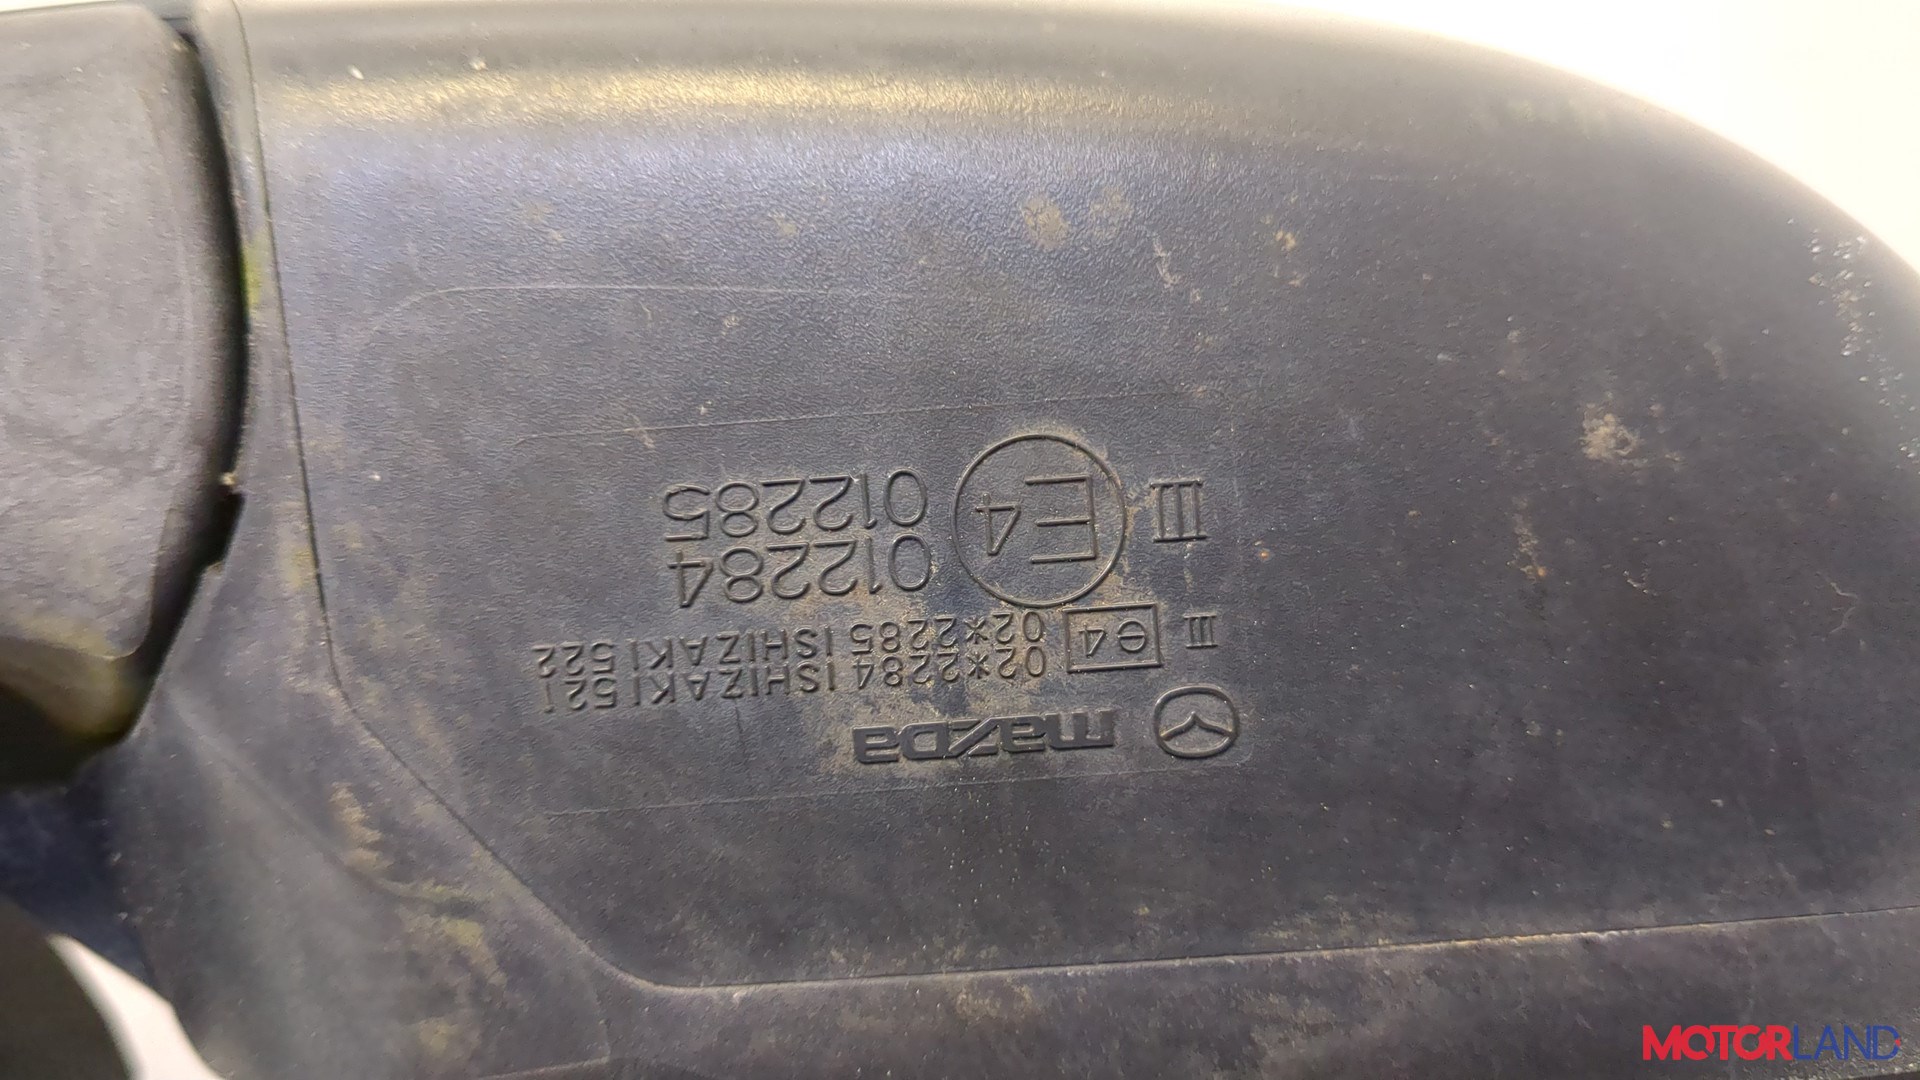 mazda
III e4 02*2284 ISHIZAKI 521
02*2285 ISHIZAKI 522
III E4 012284
012285
MOTORLAND